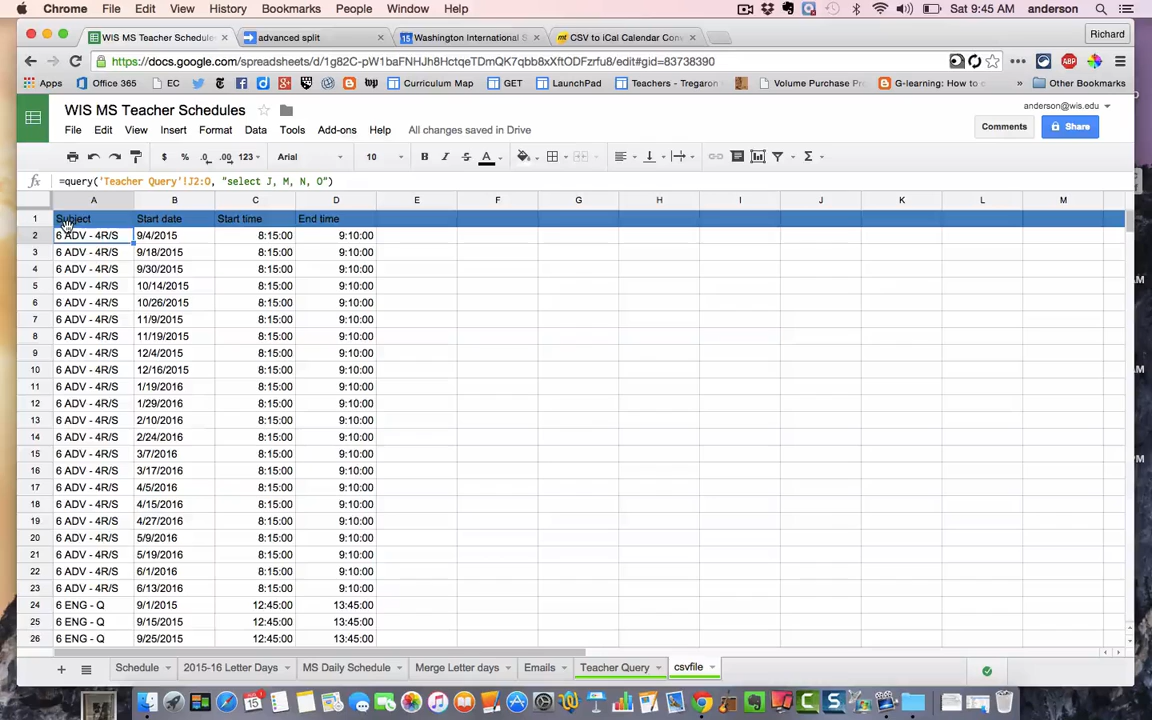 Chrome File Edit View History Bookmarks People Window Help Sat 9:45 AM anderson
WIS MS Teacher Schedules advanced split Washington International S CSV to iCal Calendar Conv Richard
https://docs.google.com/spreadsheets/d/1g82C-pW1baFNHJh8HctqeTDmQK7qbb8xXftODFzrfu8/edit#gid=83738390
Apps Office 365 EC Curriculum Map GET LaunchPad Teachers - Tregaron Volume Purchase Pro G-learning: How to c » Other Bookmarks
WIS MS Teacher Schedules anderson@wis.edu
File Edit View Insert Format Data Tools Add-ons Help All changes saved in Drive Comments Share
$ % .0 .00 123 Arial 10 B I S A Σ
fx =query('Teacher Query'!J2:O, "select J, M, N, O")
A B C D E F G H I J K L M
1 Subject Start date Start time End time
2 6 ADV - 4R/S 9/4/2015 8:15:00 9:10:00
3 6 ADV - 4R/S 9/18/2015 8:15:00 9:10:00
4 6 ADV - 4R/S 9/30/2015 8:15:00 9:10:00
5 6 ADV - 4R/S 10/14/2015 8:15:00 9:10:00
6 6 ADV - 4R/S 10/26/2015 8:15:00 9:10:00
7 6 ADV - 4R/S 11/9/2015 8:15:00 9:10:00
8 6 ADV - 4R/S 11/19/2015 8:15:00 9:10:00
9 6 ADV - 4R/S 12/4/2015 8:15:00 9:10:00
10 6 ADV - 4R/S 12/16/2015 8:15:00 9:10:00
11 6 ADV - 4R/S 1/19/2016 8:15:00 9:10:00
12 6 ADV - 4R/S 1/29/2016 8:15:00 9:10:00
13 6 ADV - 4R/S 2/10/2016 8:15:00 9:10:00
14 6 ADV - 4R/S 2/24/2016 8:15:00 9:10:00
15 6 ADV - 4R/S 3/7/2016 8:15:00 9:10:00
16 6 ADV - 4R/S 3/17/2016 8:15:00 9:10:00
17 6 ADV - 4R/S 4/5/2016 8:15:00 9:10:00
18 6 ADV - 4R/S 4/15/2016 8:15:00 9:10:00
19 6 ADV - 4R/S 4/27/2016 8:15:00 9:10:00
20 6 ADV - 4R/S 5/9/2016 8:15:00 9:10:00
21 6 ADV - 4R/S 5/19/2016 8:15:00 9:10:00
22 6 ADV - 4R/S 6/1/2016 8:15:00 9:10:00
23 6 ADV - 4R/S 6/13/2016 8:15:00 9:10:00
24 6 ENG - Q 9/1/2015 12:45:00 13:45:00
25 6 ENG - Q 9/15/2015 12:45:00 13:45:00
26 6 ENG - Q 9/25/2015 12:45:00 13:45:00
Schedule 2015-16 Letter Days MS Daily Schedule Merge Letter days Emails Teacher Query csvfile